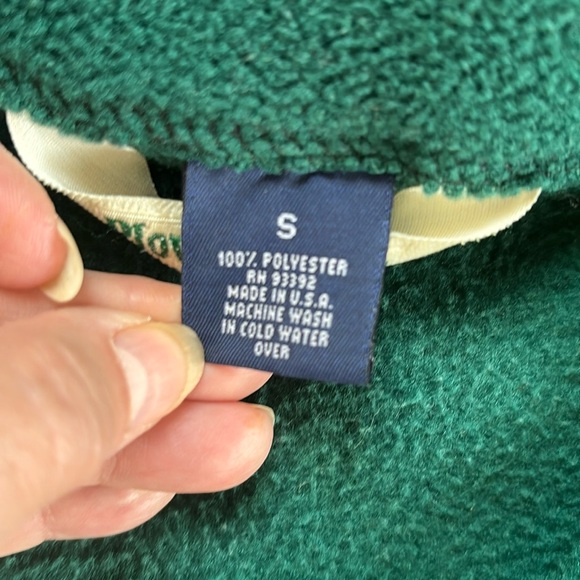 S
100% POLYESTER
RN 93392
MADE IN U.S.A.
MACHINE WASH
IN COLD WATER
OVER